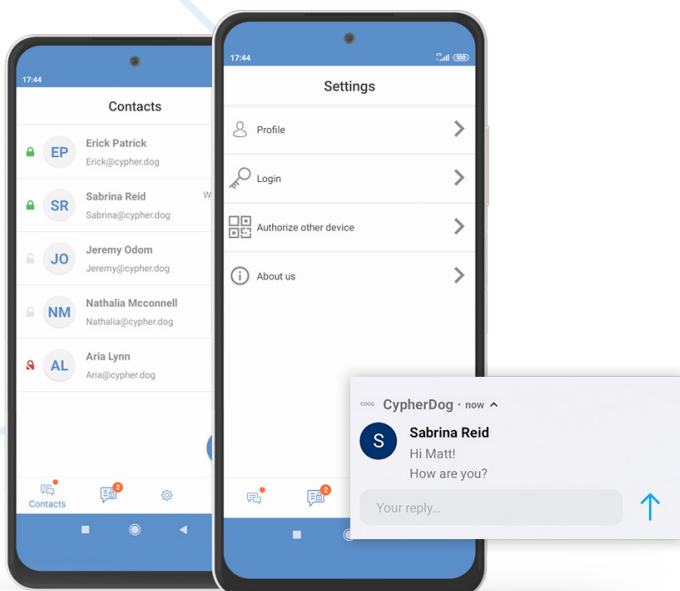 17:44
Contacts
EP
Erick Patrick
Erick@cypher.dog
SR
Sabrina Reid
Sabrina@cypher.dog
JO
Jeremy Odom
Jeremy@cypher.dog
NM
Nathalia Mcconnell
Nathalia@cypher.dog
AL
Aria Lynn
Aria@cypher.dog
Contacts
2
17:44
100
Settings
Profile
Login
Authorize other device
About us
2
CypherDog · now
S
Sabrina Reid
Hi Matt!
How are you?
Your reply...